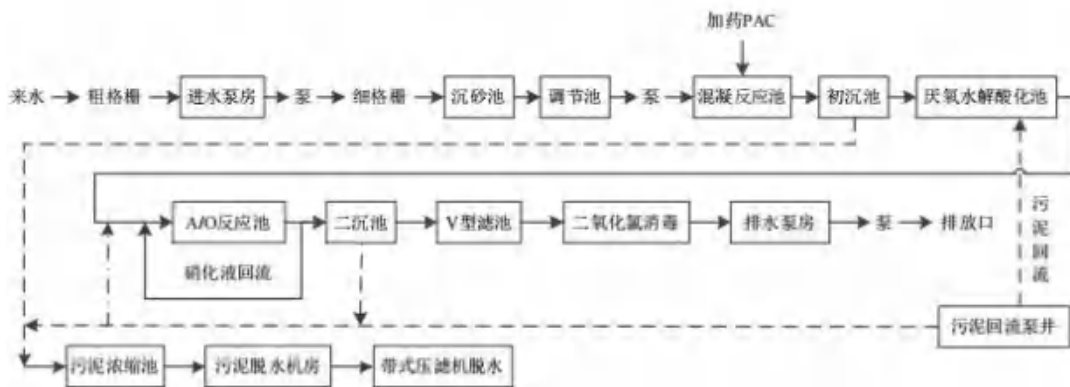 加药PAC
来水
粗格栅
进水泵房
泵
细格栅
沉砂池
调节池
泵
混凝反应池
初沉池
厌氧水解酸化池
A/O反应池
二沉池
V型滤池
二氧化氯消毒
排水泵房
泵
排放口
污泥回流
硝化液回流
污泥回流泵井
污泥浓缩池
污泥脱水机房
带式压滤机脱水